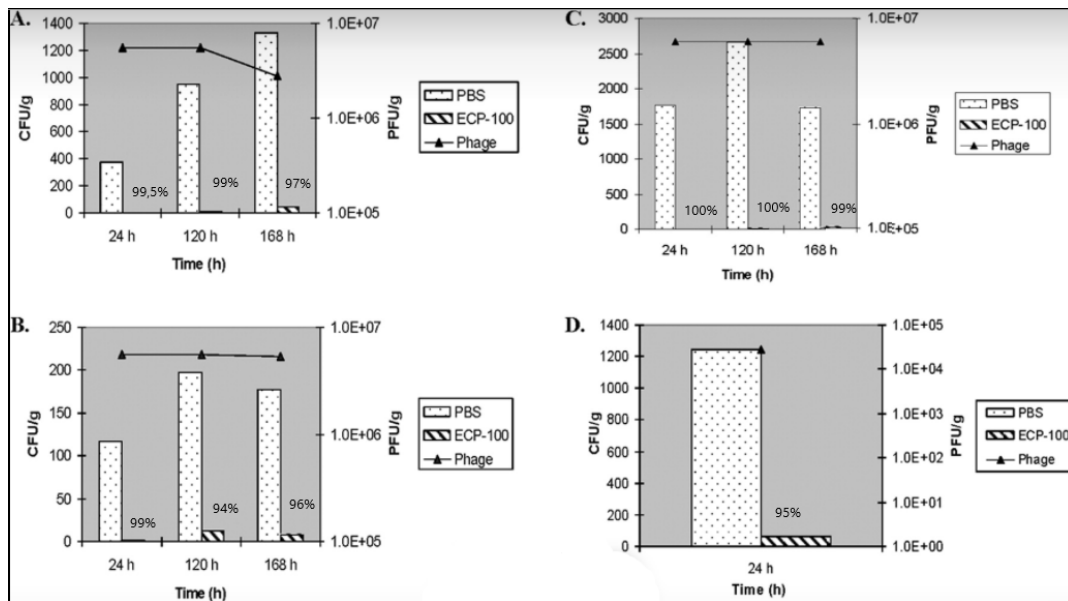 A.
CFU/g
1400
1200
1000
800
600
400
200
0
99,5%
99%
97%
24 h
120 h
168 h
Time (h)
1.0E+07
1.0E+06
1.0E+05
PFU/g
PBS
ECP-100
Phage
C.
CFU/g
3000
2500
2000
1500
1000
500
0
100%
100%
99%
24 h
120 h
168 h
Time (h)
1.0E+07
1.0E+06
1.0E+05
PFU/g
PBS
ECP-100
Phage
B.
CFU/g
250
200
150
100
50
0
99%
94%
96%
24 h
120 h
168 h
Time (h)
1.0E+07
1.0E+06
1.0E+05
PFU/g
PBS
ECP-100
Phage
D.
CFU/g
1400
1200
1000
800
600
400
200
0
95%
24 h
Time (h)
1.0E+05
1.0E+04
1.0E+03
1.0E+02
1.0E+01
1.0E+00
PFU/g
PBS
ECP-100
Phage